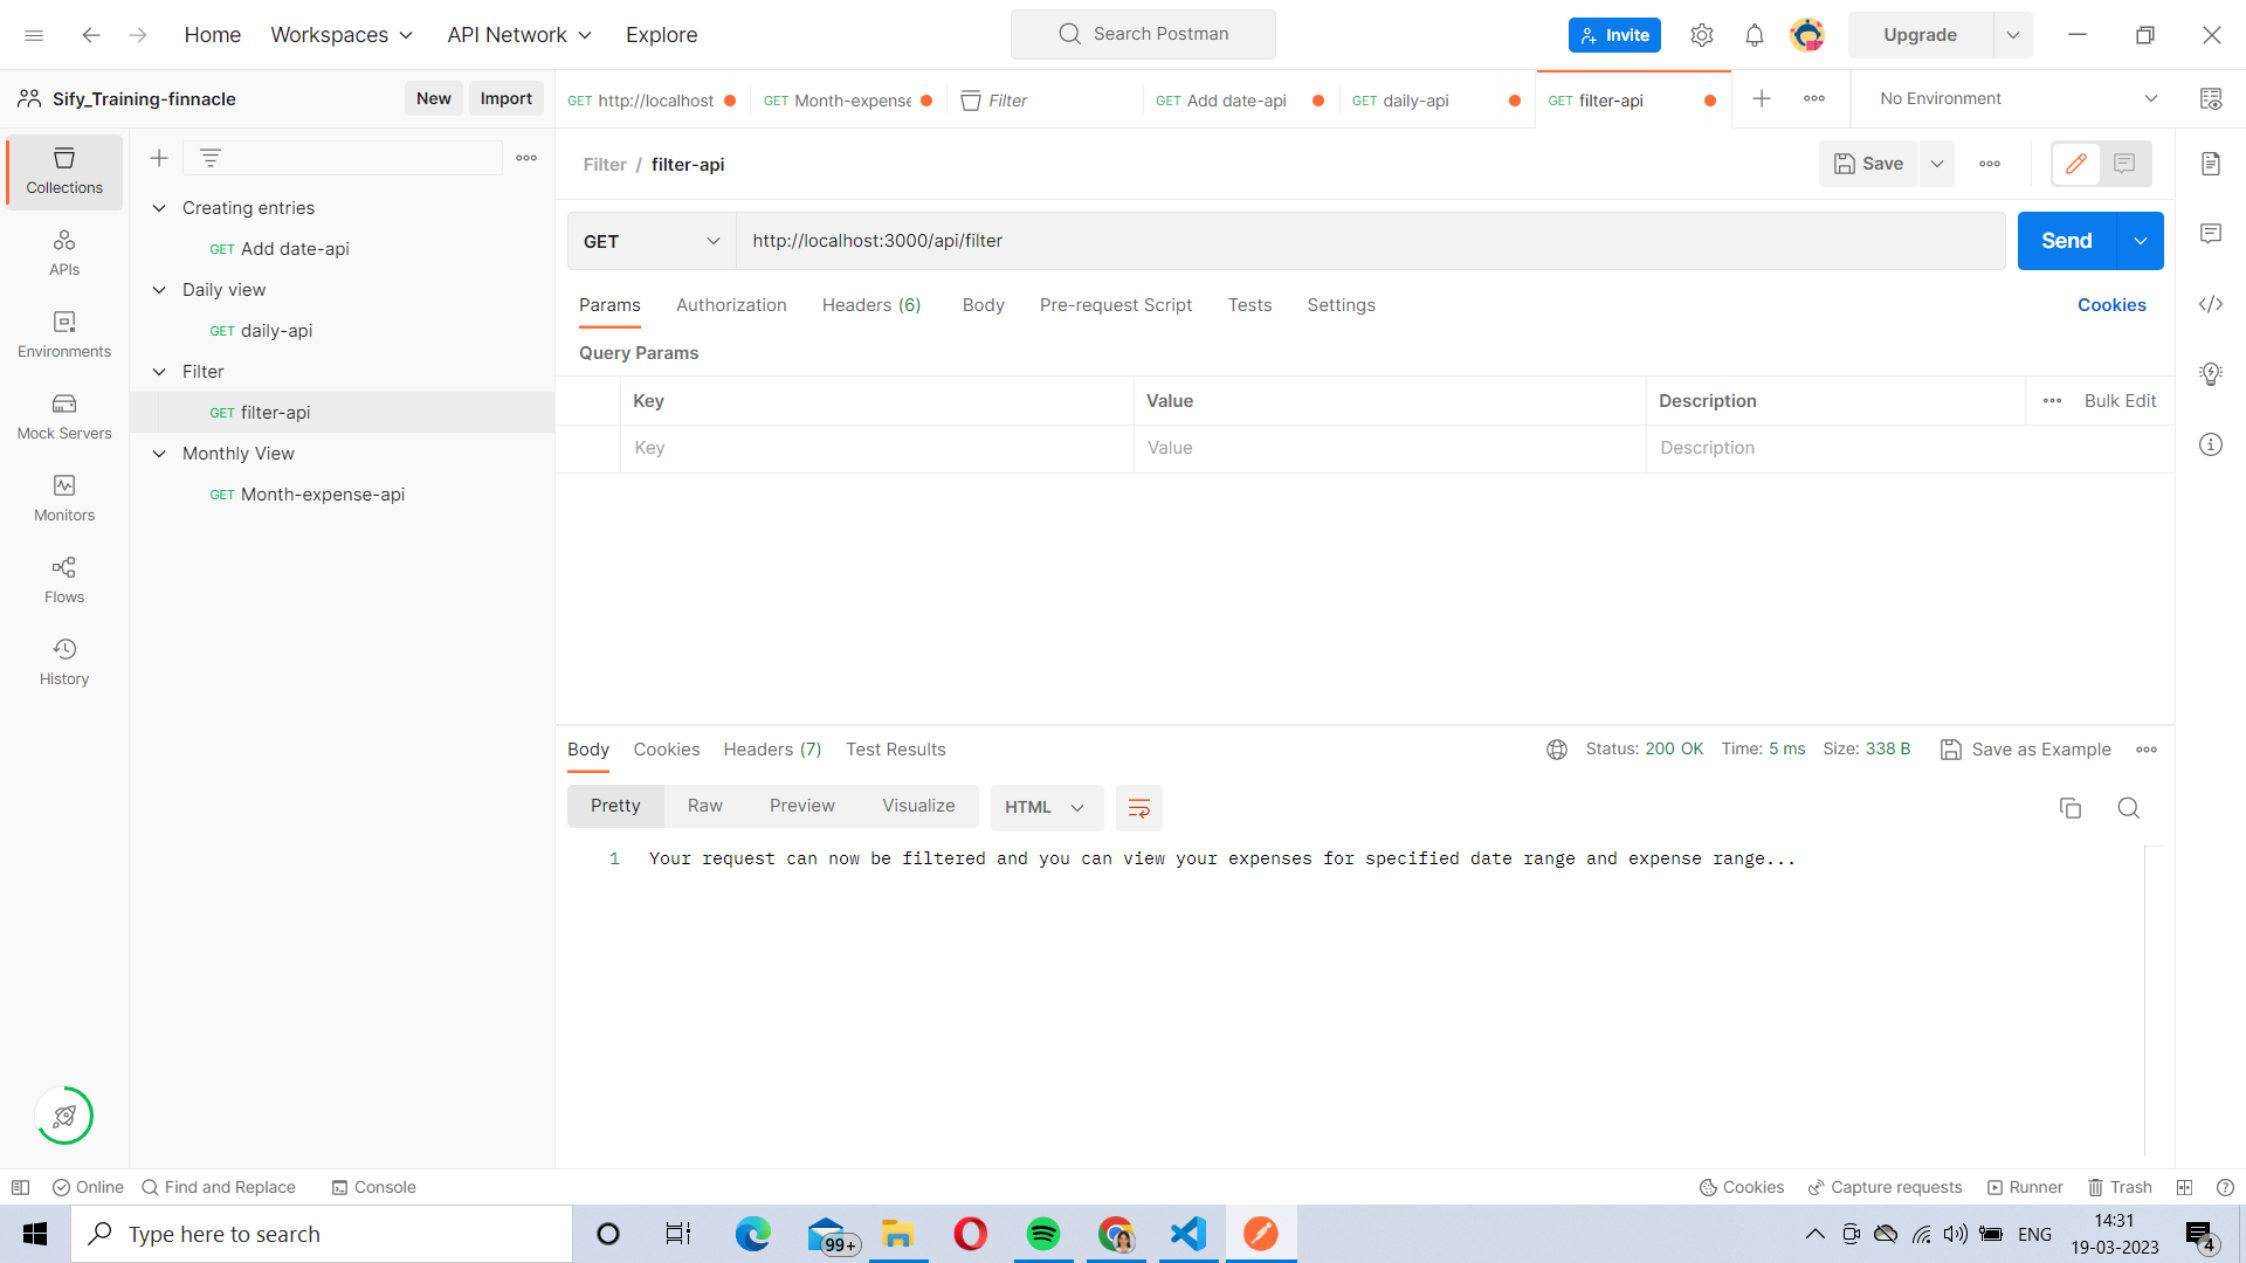 Home Workspaces API Network Explore Search Postman Invite Upgrade
Sify_Training-finnacle New Import
GET http://localhost GET Month-expense Filter GET Add date-api GET daily-api GET filter-api No Environment
Collections
APIs
Environments
Mock Servers
Monitors
Flows
History
Creating entries
GET Add date-api
Daily view
GET daily-api
Filter
GET filter-api
Monthly View
GET Month-expense-api
Filter / filter-api Save
GET http://localhost:3000/api/filter Send
Params Authorization Headers (6) Body Pre-request Script Tests Settings Cookies
Query Params
Key Value Description Bulk Edit
Key Value Description
Body Cookies Headers (7) Test Results Status: 200 OK Time: 5 ms Size: 338 B Save as Example
Pretty Raw Preview Visualize HTML
1 Your request can now be filtered and you can view your expenses for specified date range and expense range...
Online Find and Replace Console Cookies Capture requests Runner Trash
Type here to search 99+ ENG 14:31 4
19-03-2023